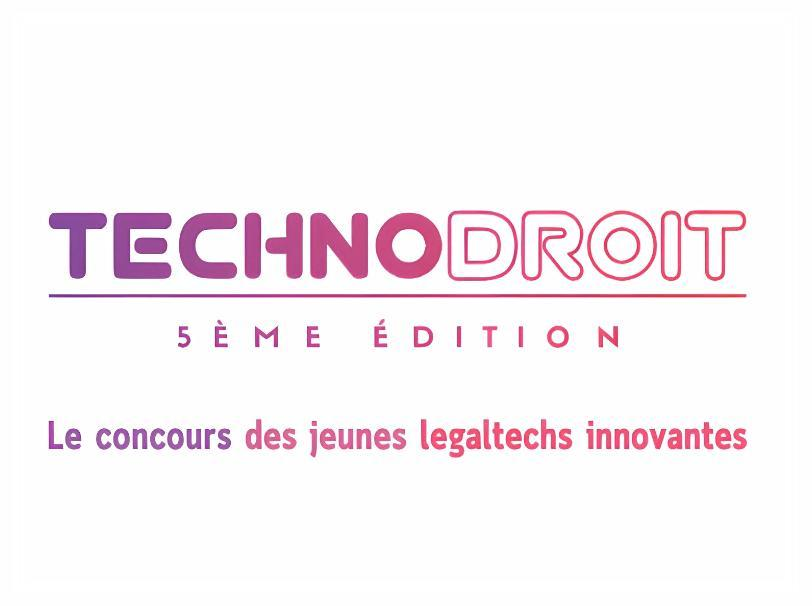 TECHNODROIT
5ÈME ÉDITION
Le concours des jeunes legaltechs innovantes